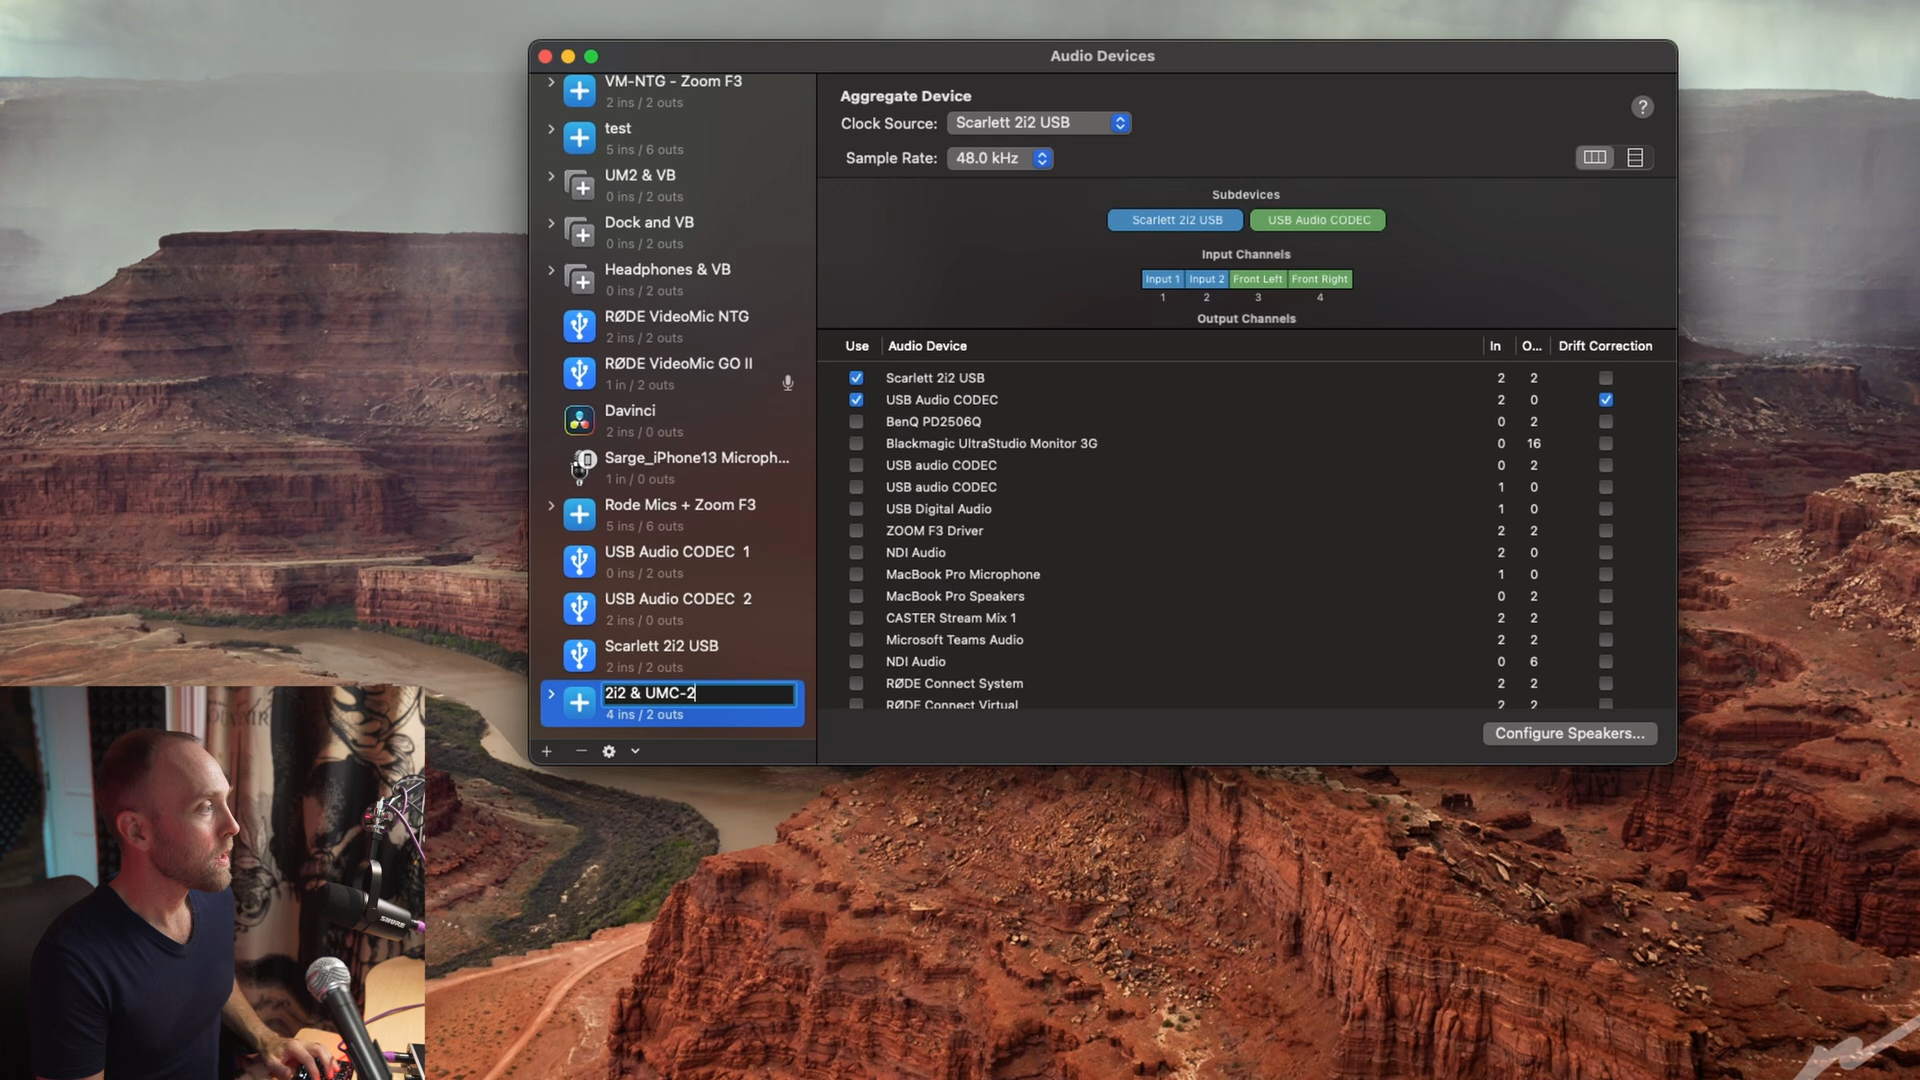 Audio Devices
VM-NTG - Zoom F3
2 ins / 2 outs
test
5 ins / 6 outs
UM2 & VB
0 ins / 2 outs
Dock and VB
0 ins / 2 outs
Headphones & VB
0 ins / 2 outs
RØDE VideoMic NTG
2 ins / 2 outs
RØDE VideoMic GO II
1 in / 2 outs
Davinci
2 ins / 0 outs
Sarge_iPhone13 Microph...
1 in / 0 outs
Rode Mics + Zoom F3
5 ins / 6 outs
USB Audio CODEC 1
0 ins / 2 outs
USB Audio CODEC 2
2 ins / 0 outs
Scarlett 2i2 USB
2 ins / 2 outs
2i2 & UMC-2
4 ins / 2 outs
Aggregate Device
?
Clock Source: Scarlett 2i2 USB
Sample Rate: 48.0 kHz
Subdevices
Scarlett 2i2 USB USB Audio CODEC
Input Channels
Input 1 Input 2 Front Left Front Right
1 2 3 4
Output Channels
Use Audio Device In O... Drift Correction
Scarlett 2i2 USB 2 2
USB Audio CODEC 2 0
BenQ PD2506Q 0 2
Blackmagic UltraStudio Monitor 3G 0 16
USB audio CODEC 0 2
USB audio CODEC 1 0
USB Digital Audio 1 0
ZOOM F3 Driver 2 2
NDI Audio 2 0
MacBook Pro Microphone 1 0
MacBook Pro Speakers 0 2
CASTER Stream Mix 1 2 2
Microsoft Teams Audio 2 2
NDI Audio 0 6
RØDE Connect System 2 2
RØDE Connect Virtual 2 2
Configure Speakers...
SHURE